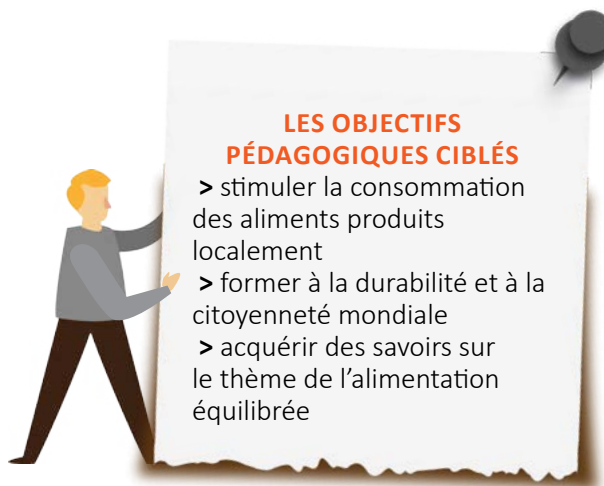 LES OBJECTIFS
PÉDAGOGIQUES CIBLÉS
> stimuler la consommation
des aliments produits
localement
> former à la durabilité et à la
citoyenneté mondiale
> acquérir des savoirs sur
le thème de l’alimentation
équilibrée